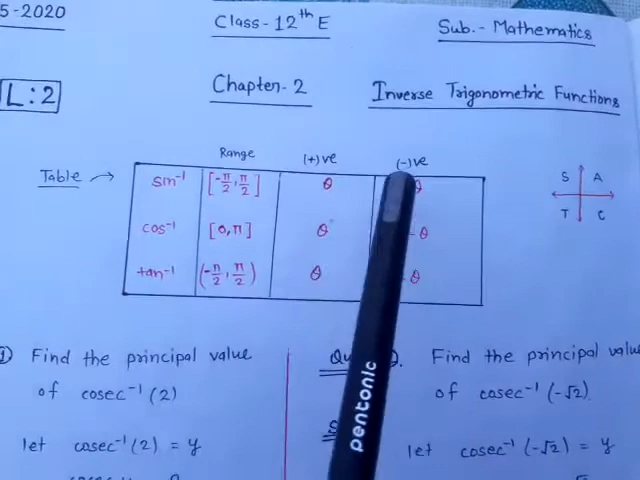 5-2020
Class-12th E
Sub.- Mathematics
L:2
Chapter-2
Inverse Trigonometric Functions
Range (+)ve (-)ve
Table →
sin⁻¹ [-π/2, π/2] θ θ
cos⁻¹ [0, π] θ -θ
tan⁻¹ (-π/2, π/2) θ θ
S A
T C
1) Find the principal value
of cosec⁻¹(2)
let cosec⁻¹(2) = y
Find the principal value
of cosec⁻¹(-√2).
let cosec⁻¹(-√2) = y
pentonic